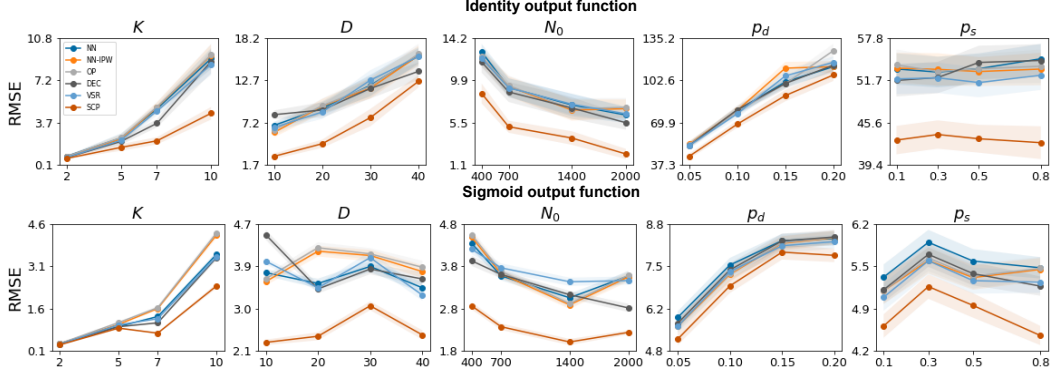 Identity output function
K D N0 pd ps
RMSE
10.8 7.2 3.7 0.1
NN
NN-IPW
OP
DEC
VSR
SCP
2 5 7 10
18.2 12.7 7.2 1.7
10 20 30 40
14.2 9.9 5.5 1.1
400 700 1400 2000
135.2 102.6 69.9 37.3
0.05 0.10 0.15 0.20
57.8 51.7 45.6 39.4
0.1 0.3 0.5 0.8
Sigmoid output function
K D N0 pd ps
RMSE
4.6 3.1 1.6 0.1
2 5 7 10
4.7 3.9 3.0 2.1
10 20 30 40
4.8 3.8 2.8 1.8
400 700 1400 2000
8.8 7.5 6.2 4.8
0.05 0.10 0.15 0.20
6.2 5.5 4.9 4.2
0.1 0.3 0.5 0.8